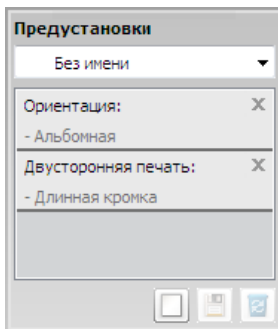 Предустановки
Без имени
Ориентация:
- Альбомная
Двусторонняя печать:
- Длинная кромка